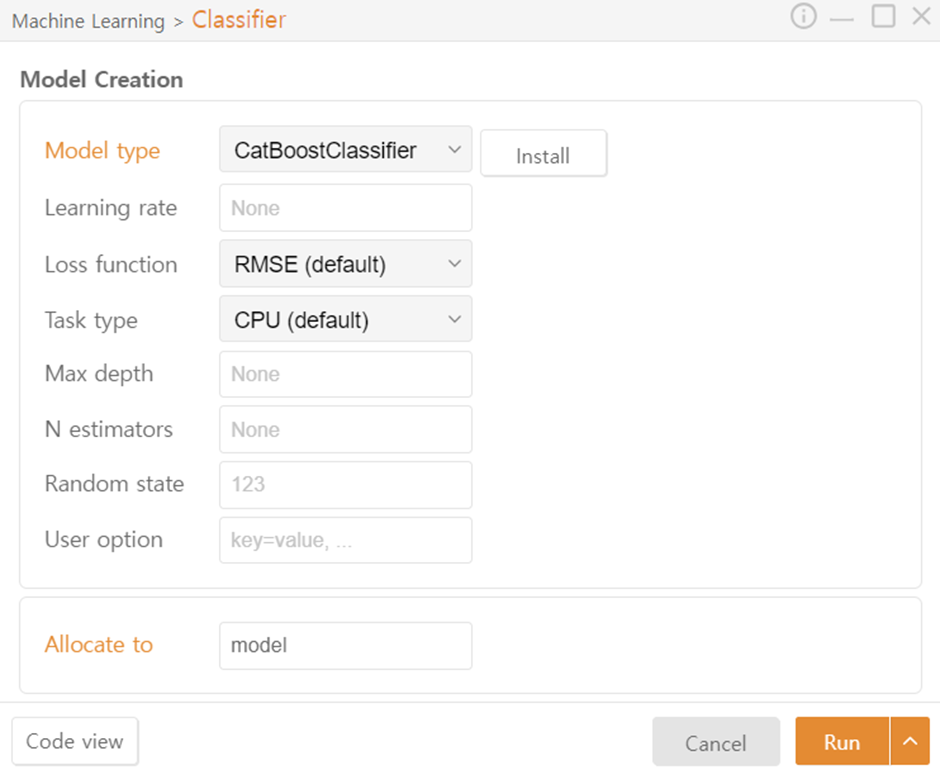 Machine Learning > Classifier
Model Creation
Model type CatBoostClassifier Install
Learning rate None
Loss function RMSE (default)
Task type CPU (default)
Max depth None
N estimators None
Random state 123
User option key=value, ...
Allocate to model
Code view Cancel Run